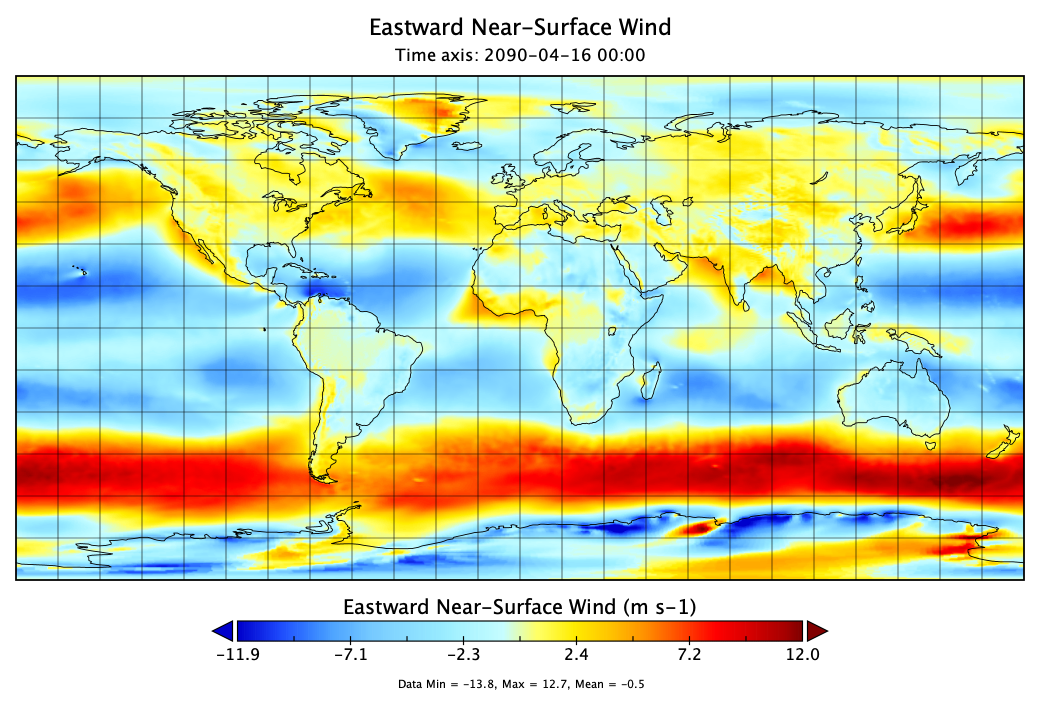 Eastward Near-Surface Wind
Time axis: 2090-04-16 00:00
Eastward Near-Surface Wind (m s-1)
-11.9 -7.1 -2.3 2.4 7.2 12.0
Data Min = -13.8, Max = 12.7, Mean = -0.5